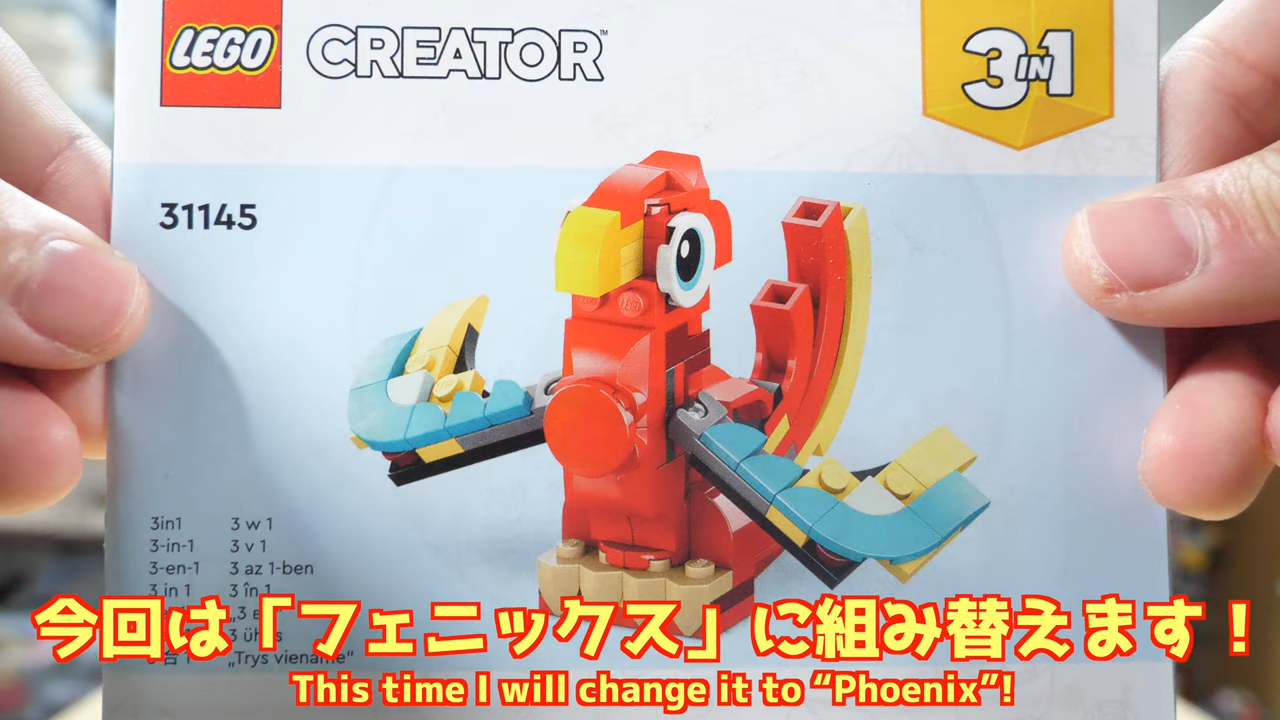 LEGO
CREATOR™
3 IN 1
31145
3in1
3-in-1
3-en-1
3 in 1
3 w 1
3 v 1
3 az 1-ben
3 în 1
„Trys viename“
今回は「フェニックス」に組み替えます！
This time I will change it to “Phoenix”!